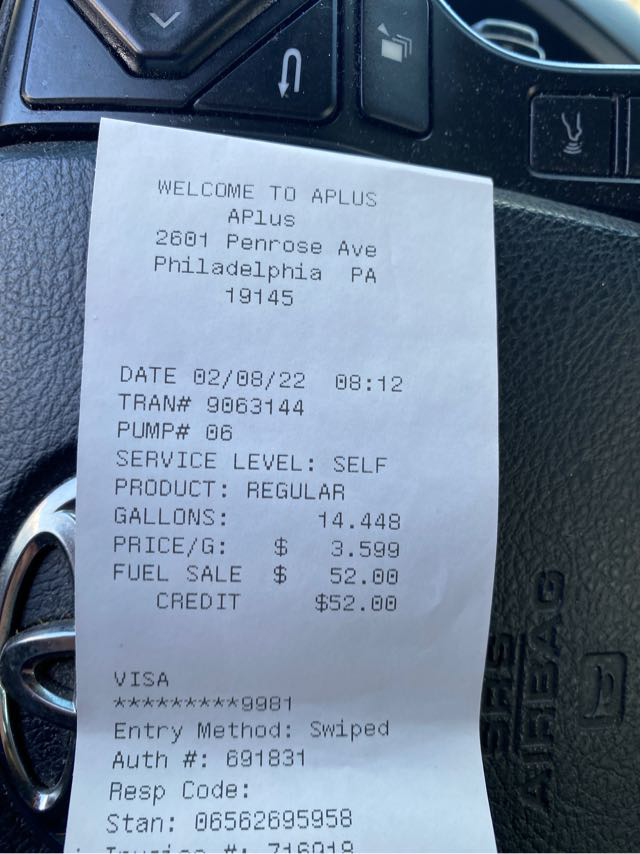 WELCOME TO APLUS
APlus
2601 Penrose Ave
Philadelphia PA
19145
DATE 02/08/22 08:12
TRAN# 9063144
PUMP# 06
SERVICE LEVEL: SELF
PRODUCT: REGULAR
GALLONS: 14.448
PRICE/G: $ 3.599
FUEL SALE $ 52.00
CREDIT $52.00
VISA
*********9981
Entry Method: Swiped
Auth #: 691831
Resp Code:
Stan: 06562695958
Invoice #: 716918
SRS
AIRBAG